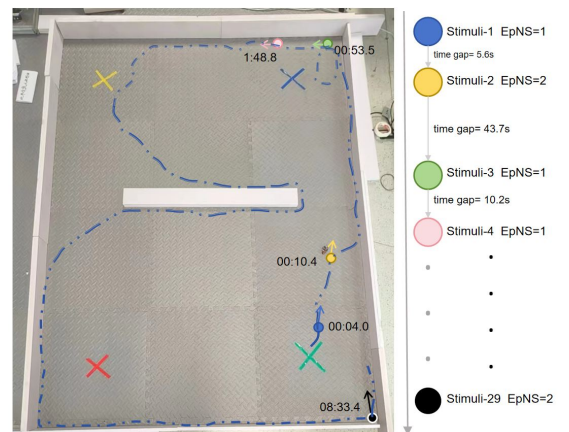 1:48.8
00:53.5
00:10.4
00:04.0
08:33.4
Stimuli-1 EpNS=1
time gap= 5.6s
Stimuli-2 EpNS=2
time gap= 43.7s
Stimuli-3 EpNS=1
time gap= 10.2s
Stimuli-4 EpNS=1
Stimuli-29 EpNS=2